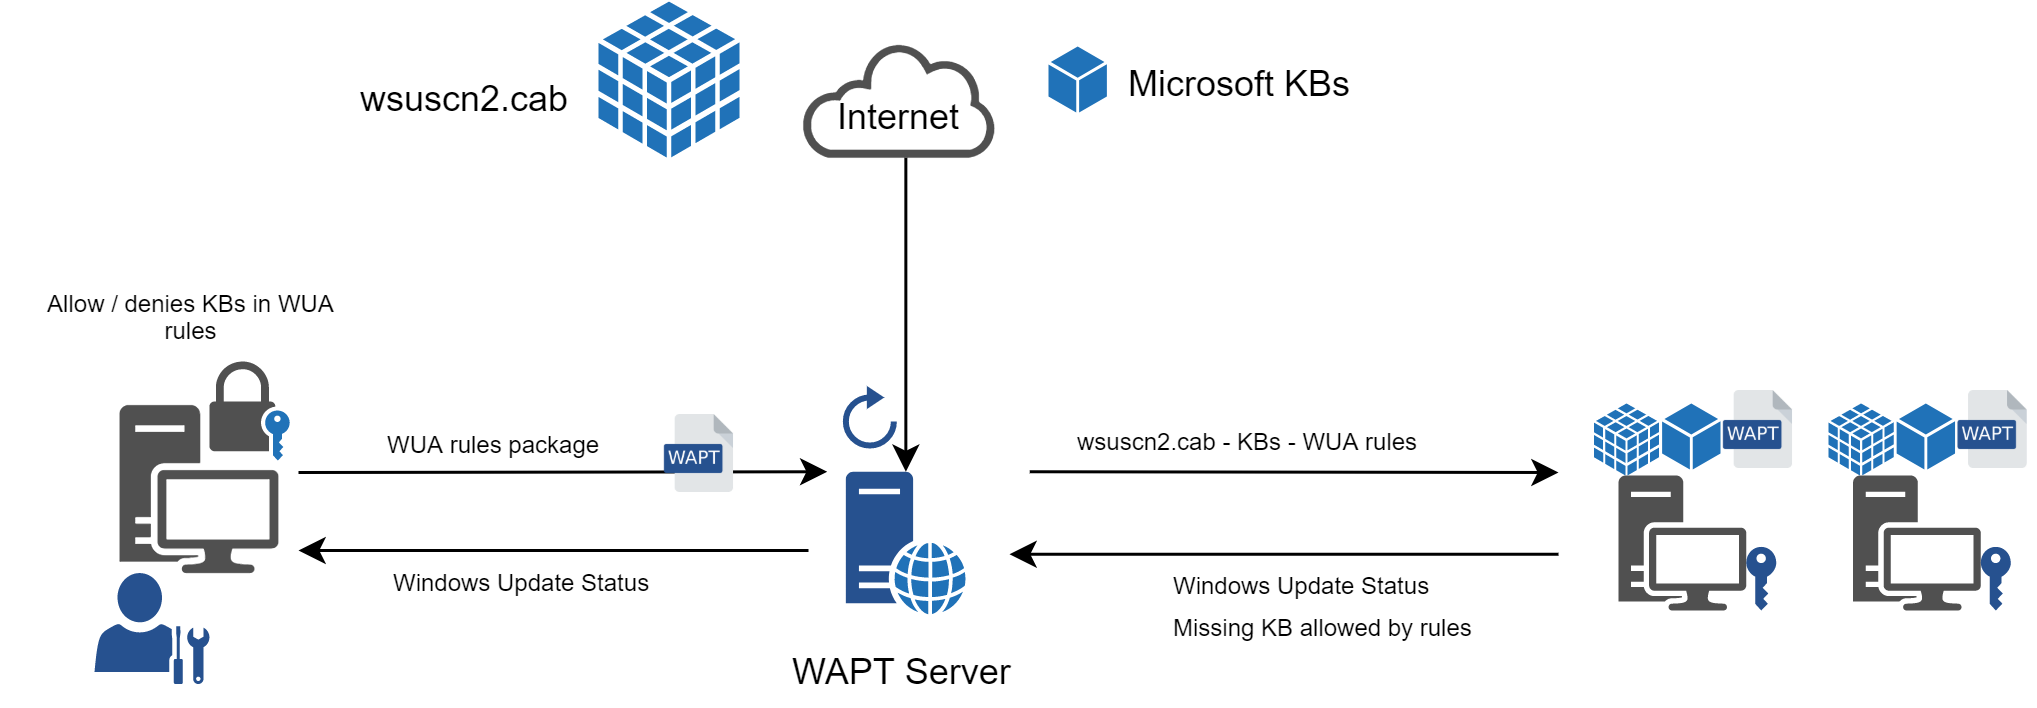 wsuscn2.cab
Internet
Microsoft KBs
Allow / denies KBs in WUA
rules
WUA rules package
WAPT
wsuscn2.cab - KBs - WUA rules
WAPT
WAPT
Windows Update Status
Windows Update Status
Missing KB allowed by rules
WAPT Server